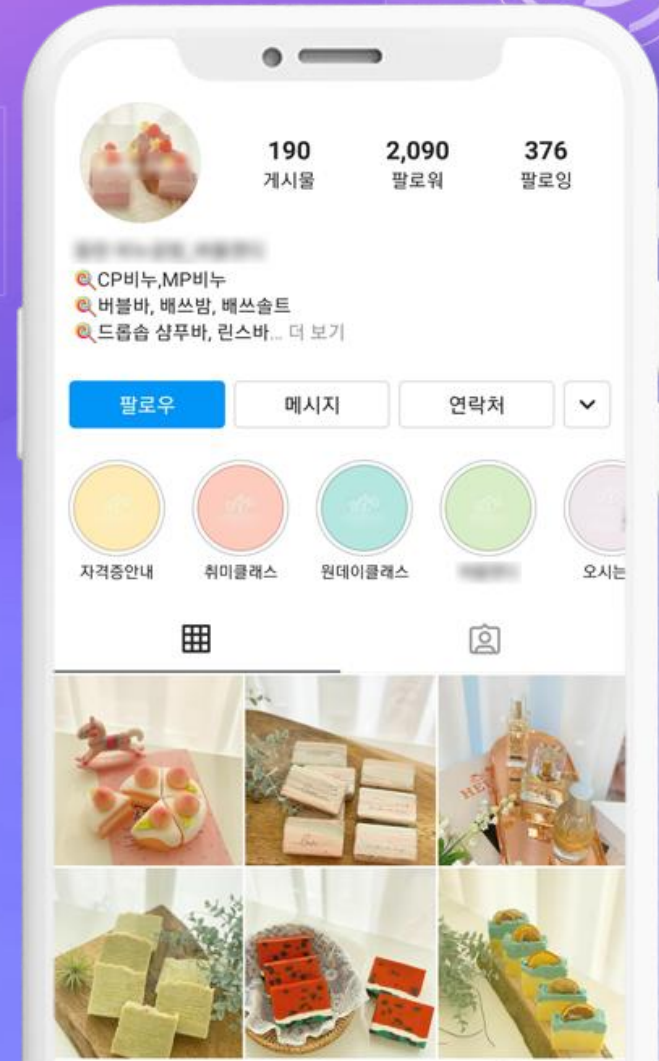 190 2,090 376
게시물 팔로워 팔로잉
CP비누,MP비누
버블바, 배쓰밤, 배쓰솔트
드롭솝 샴푸바, 린스바... 더 보기
팔로우 메시지 연락처
자격증안내 취미클래스 원데이클래스 오시는